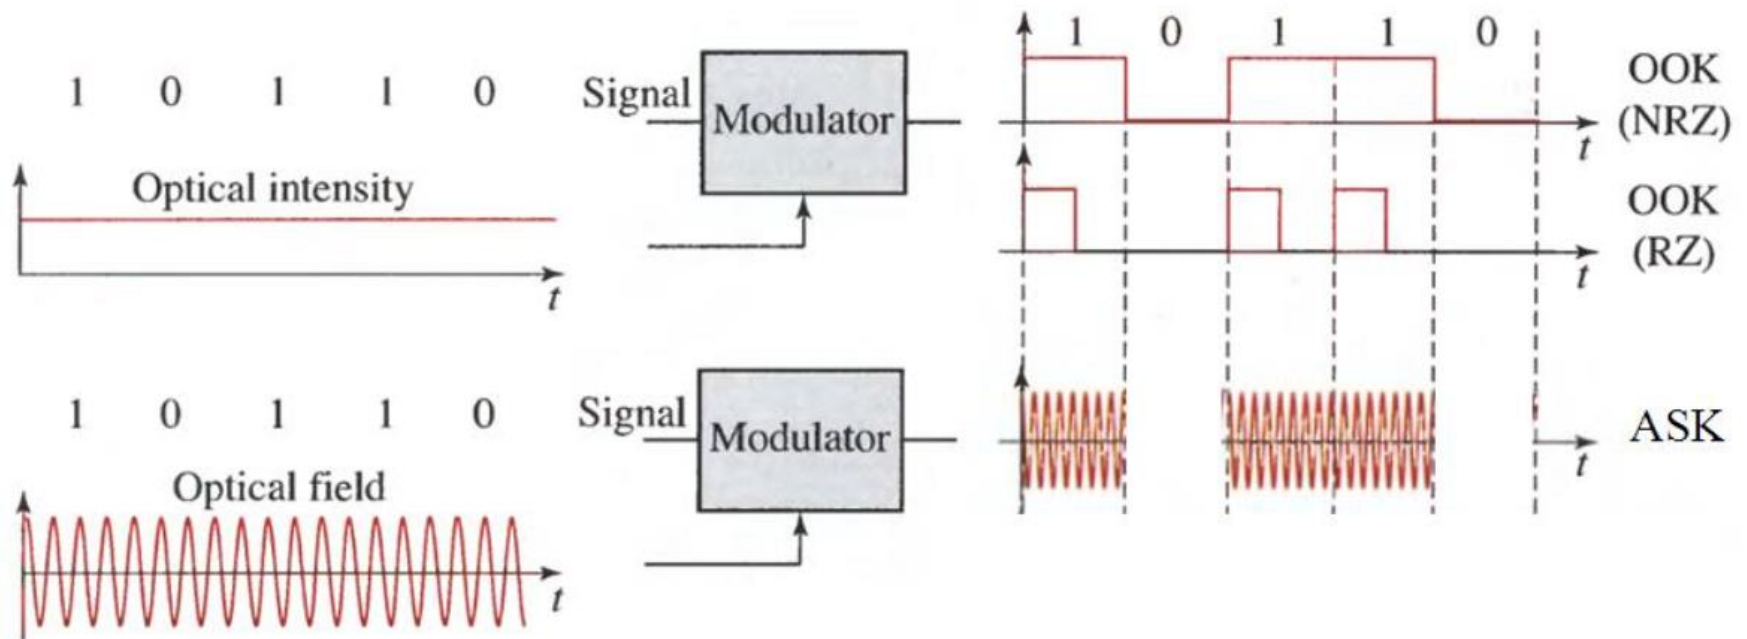 1 0 1 1 0
Optical intensity
t
Signal
Modulator
1 0 1 1 0
OOK
(NRZ)
t
OOK
(RZ)
t
1 0 1 1 0
Optical field
t
Signal
Modulator
ASK
t